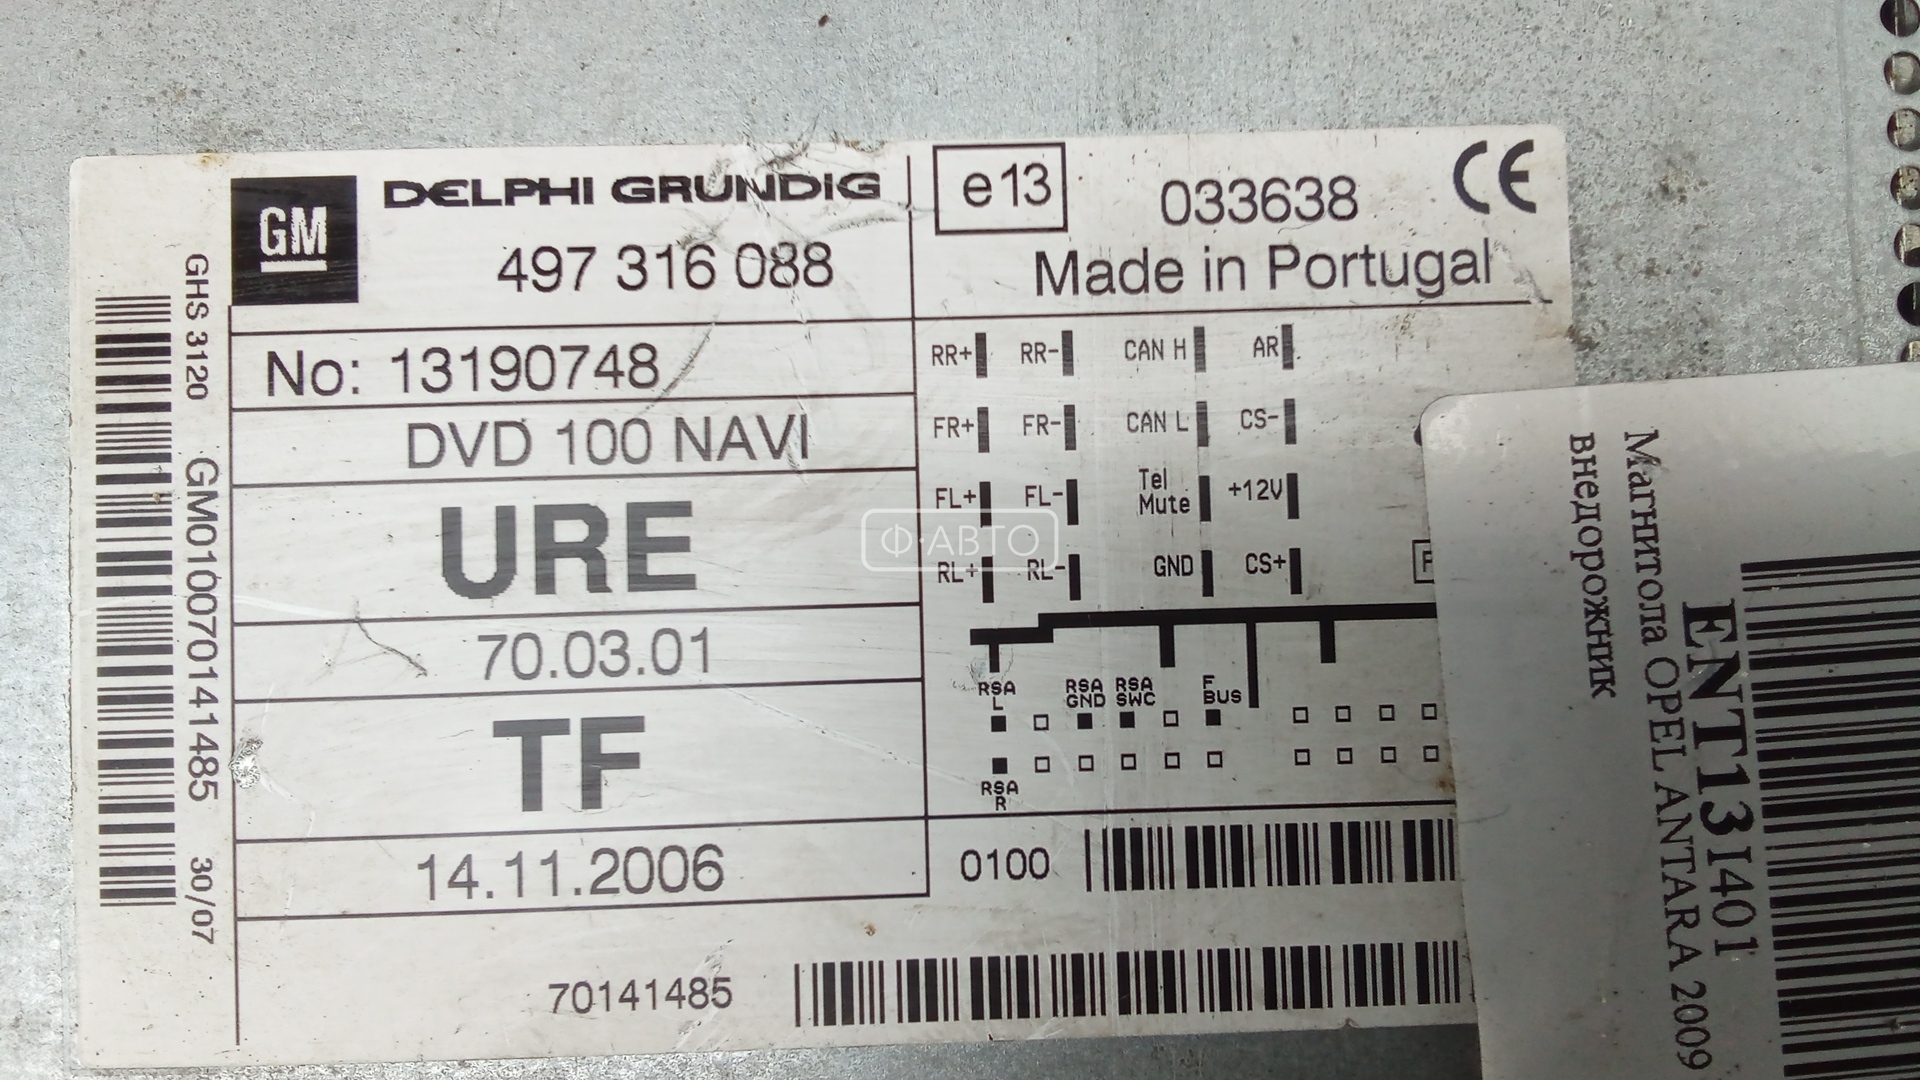 GHS 3120 GM010070141485 30/07
GM
DELPHI GRUNDIG
497 316 088
e13
033638
CE
Made in Portugal
No: 13190748
DVD 100 NAVI
URE
70.03.01
TF
14.11.2006
70141485
RR+ RR- CAN H AR
FR+ FR- CAN L CS-
FL+ FL- Tel Mute +12V
RL+ RL- GND CS+
F
RSA L
RSA GND
RSA SWC
F BUS
RSA R
0100
Ф·АВТО
ENT13I401
Магнитола OPEL ANTARA 2009
внедорожник